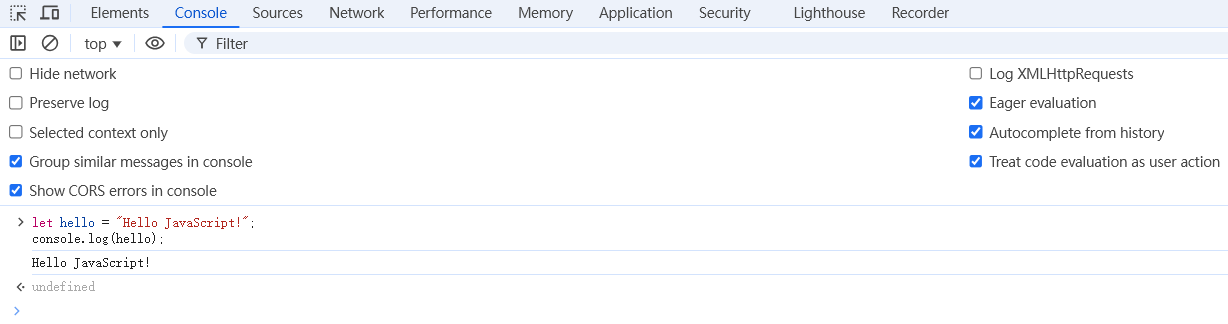 Elements Console Sources Network Performance Memory Application Security Lighthouse Recorder
top Filter
Hide network Log XMLHttpRequests
Preserve log Eager evaluation
Selected context only Autocomplete from history
Group similar messages in console Treat code evaluation as user action
Show CORS errors in console
let hello = "Hello JavaScript!";
console.log(hello);
Hello JavaScript!
undefined